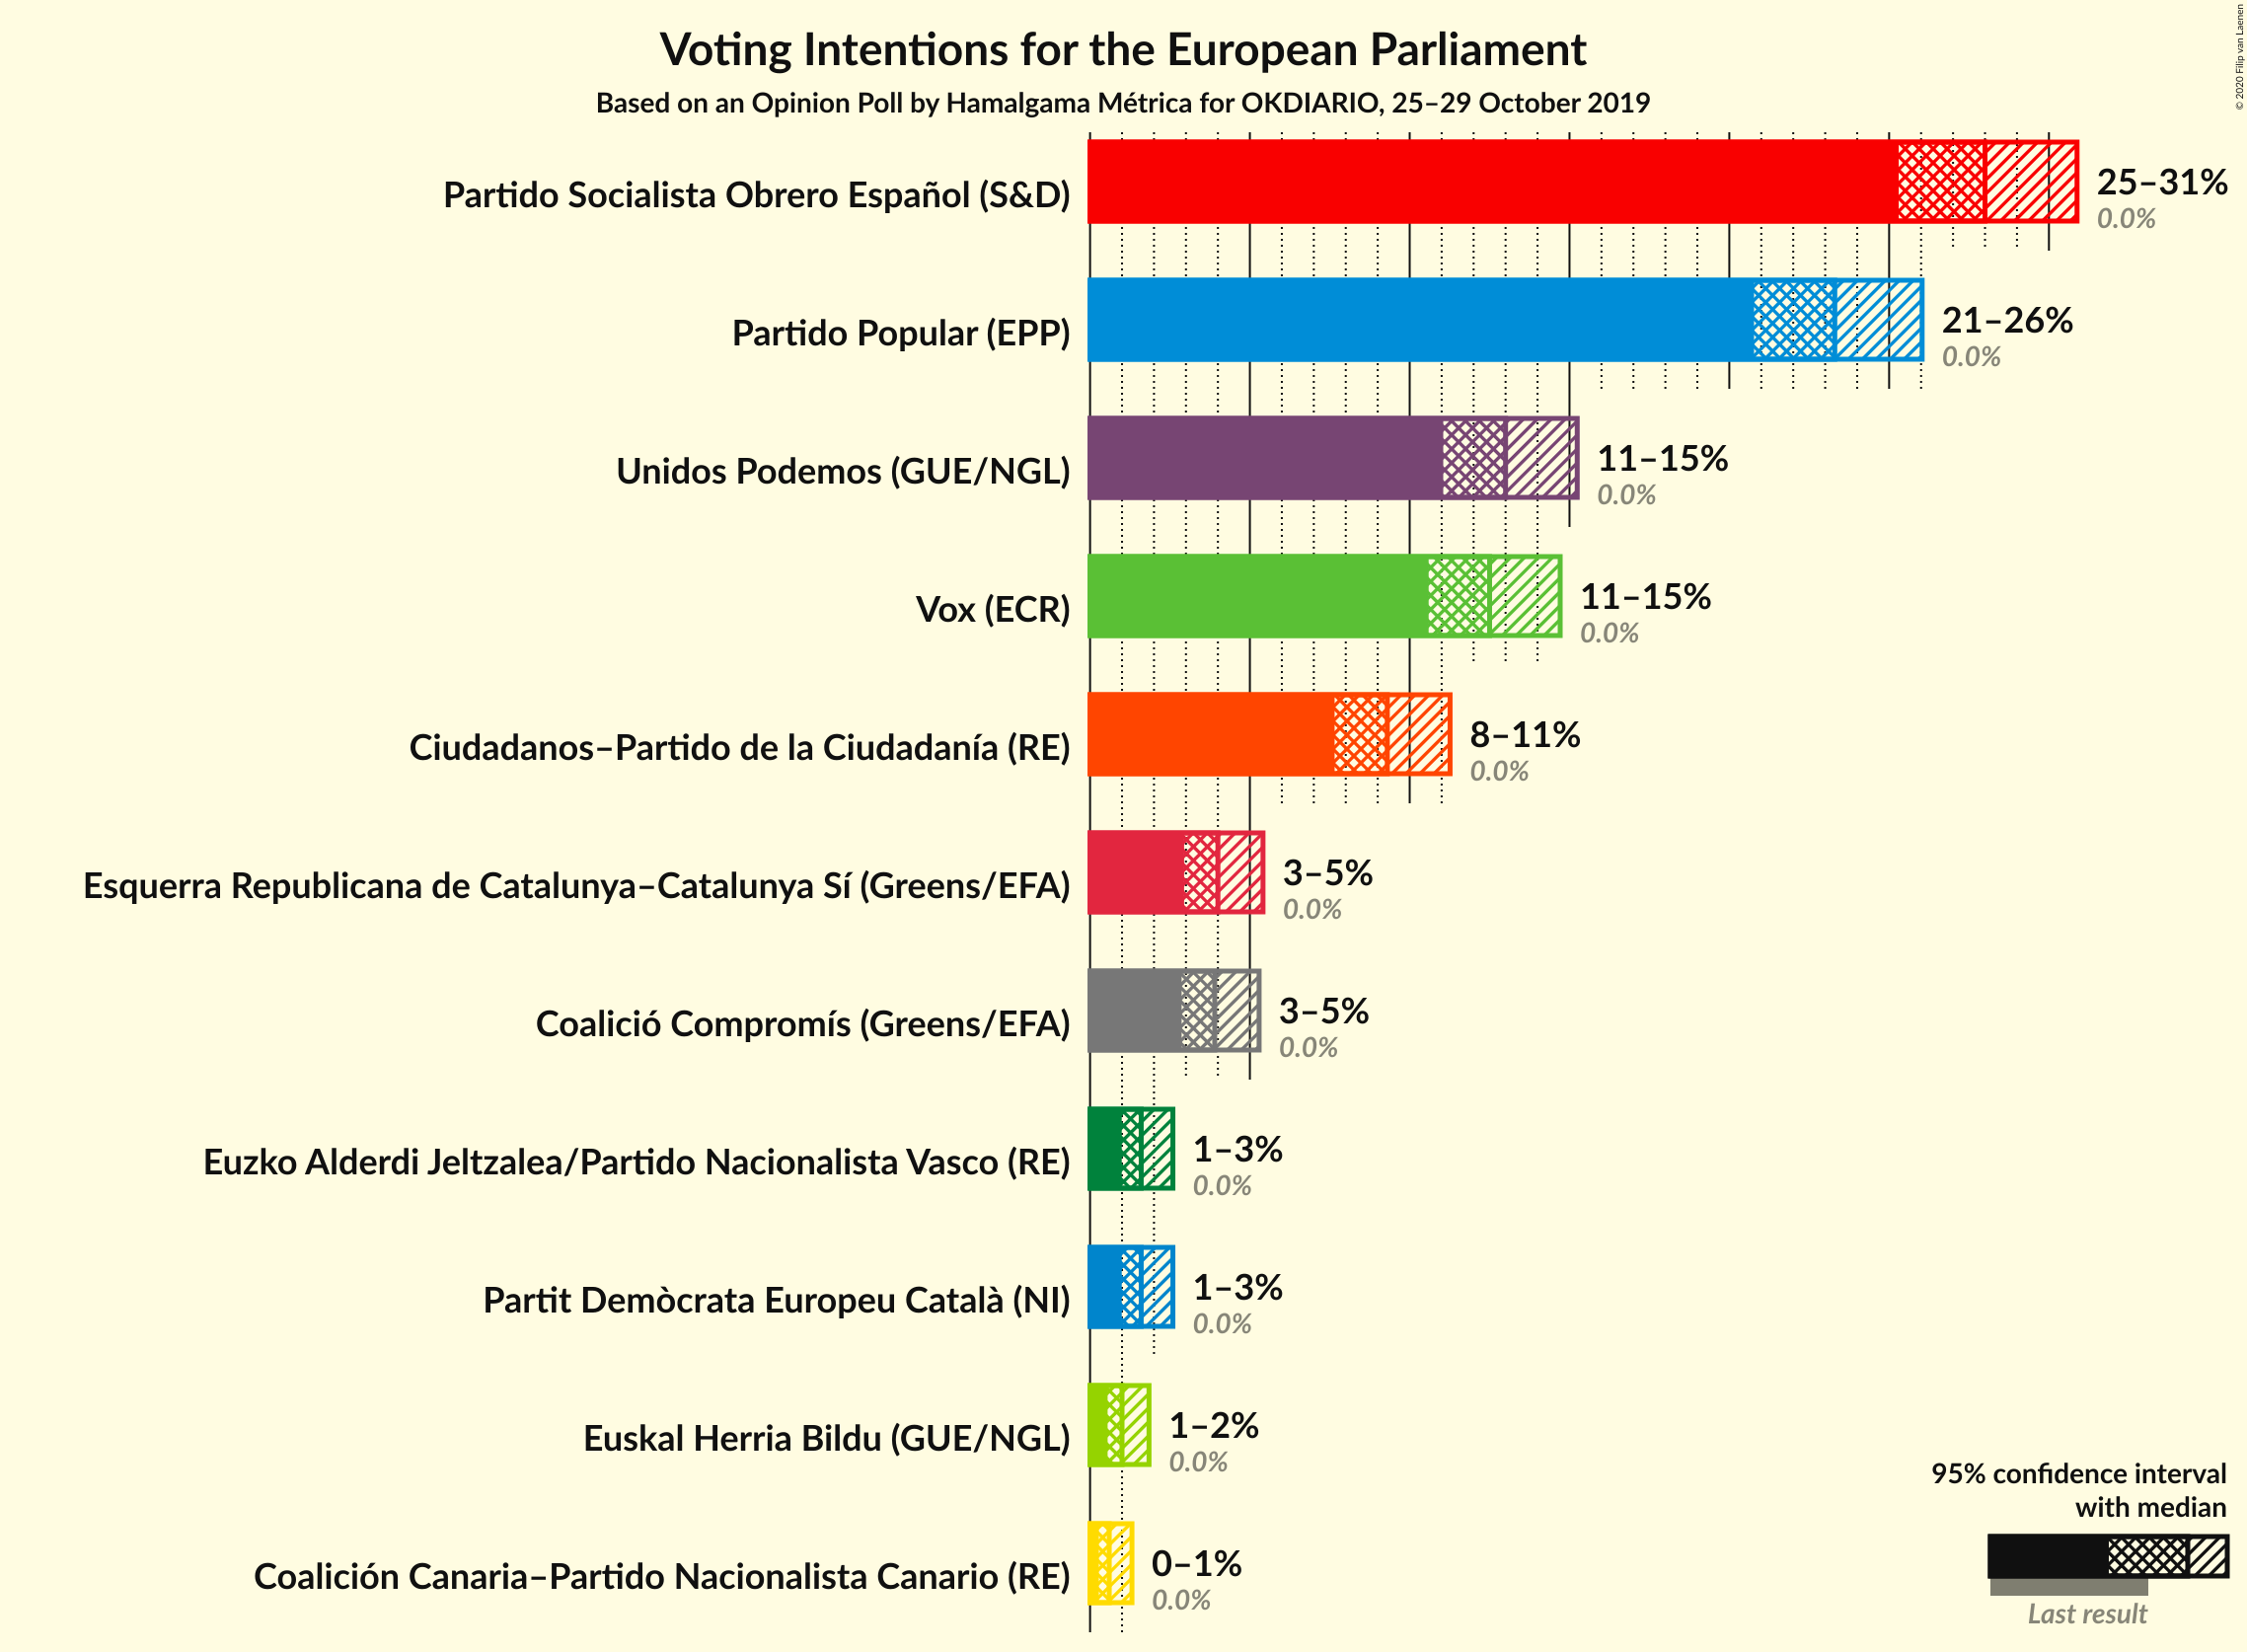 Voting Intentions for the European Parliament
Based on an Opinion Poll by Hamalgama Métrica for OKDIARIO, 25–29 October 2019
© 2020 Filip van Laenen
Partido Socialista Obrero Español (S&D)
25–31%
0.0%
Partido Popular (EPP)
21–26%
0.0%
Unidos Podemos (GUE/NGL)
11–15%
0.0%
Vox (ECR)
11–15%
0.0%
Ciudadanos–Partido de la Ciudadanía (RE)
8–11%
0.0%
Esquerra Republicana de Catalunya–Catalunya Sí (Greens/EFA)
3–5%
0.0%
Coalició Compromís (Greens/EFA)
3–5%
0.0%
Euzko Alderdi Jeltzalea/Partido Nacionalista Vasco (RE)
1–3%
0.0%
Partit Demòcrata Europeu Català (NI)
1–3%
0.0%
Euskal Herria Bildu (GUE/NGL)
1–2%
0.0%
Coalición Canaria–Partido Nacionalista Canario (RE)
0–1%
0.0%
95% confidence interval
with median
Last result